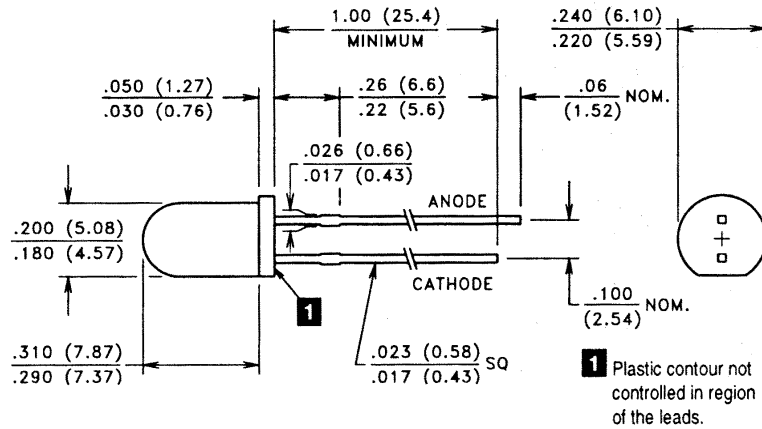 1.00 (25.4)
MINIMUM
.240 (6.10)
.220 (5.59)
.050 (1.27)
.030 (0.76)
.26 (6.6)
.22 (5.6)
.06
(1.52) NOM.
.026 (0.66)
.017 (0.43)
ANODE
.200 (5.08)
.180 (4.57)
CATHODE
.100
(2.54) NOM.
1
.310 (7.87)
.290 (7.37)
.023 (0.58)
.017 (0.43) SQ
1 Plastic contour not
controlled in region
of the leads.